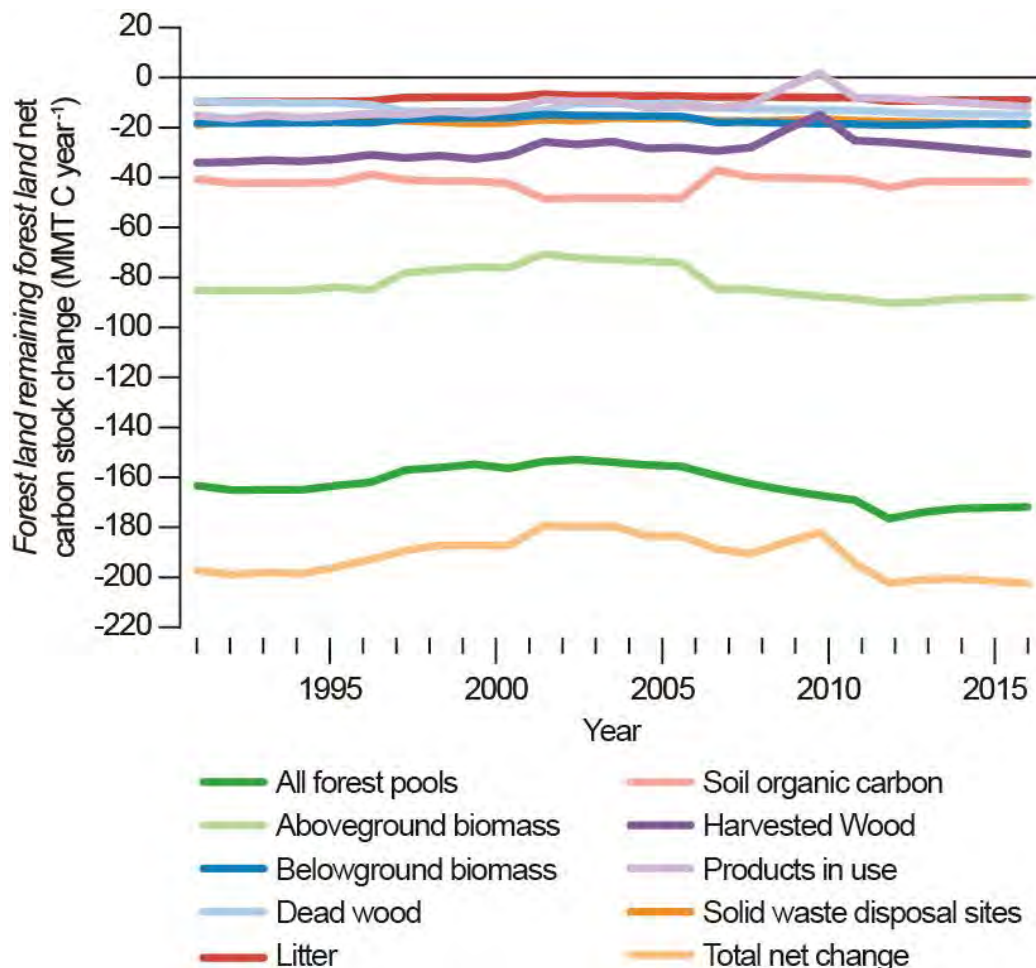 Forest land remaining forest land net
carbon stock change (MMT C year⁻¹)
20
0
-20
-40
-60
-80
-100
-120
-140
-160
-180
-200
-220
1995 2000 2005 2010 2015
Year
All forest pools
Aboveground biomass
Belowground biomass
Dead wood
Litter
Soil organic carbon
Harvested Wood
Products in use
Solid waste disposal sites
Total net change